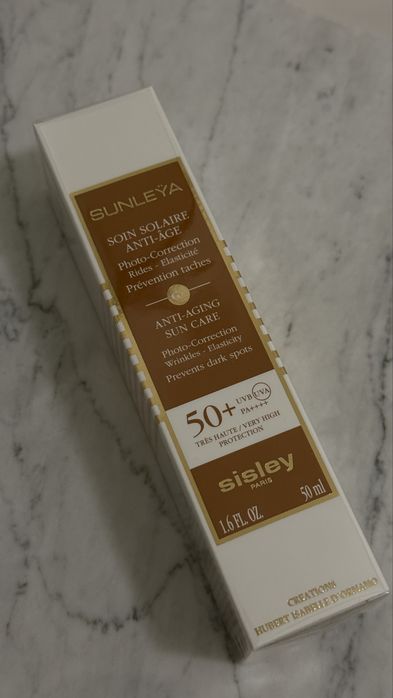 SUNLEŸA
SOIN SOLAIRE
ANTI-ÂGE
Photo-Correction
Rides - Elasticité
Prévention taches
ANTI-AGING
SUN CARE
Photo-Correction
Wrinkles - Elasticity
Prevents dark spots
50+ UVB UVA
PA++++
TRÈS HAUTE / VERY HIGH
PROTECTION
sisley
PARIS
1.6 FL. OZ. 50 ml
CREATIONS
HUBERT ISABELLE D'ORNANO